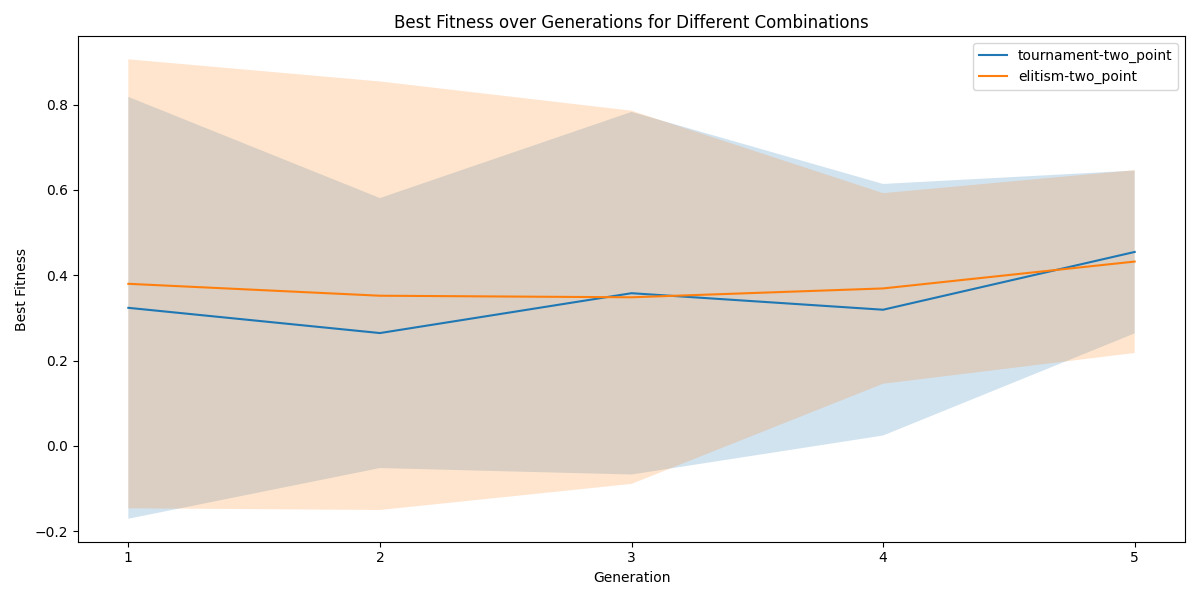 Best Fitness over Generations for Different Combinations
tournament-two_point
elitism-two_point
Best Fitness
0.8
0.6
0.4
0.2
0.0
−0.2
1 2 3 4 5
Generation